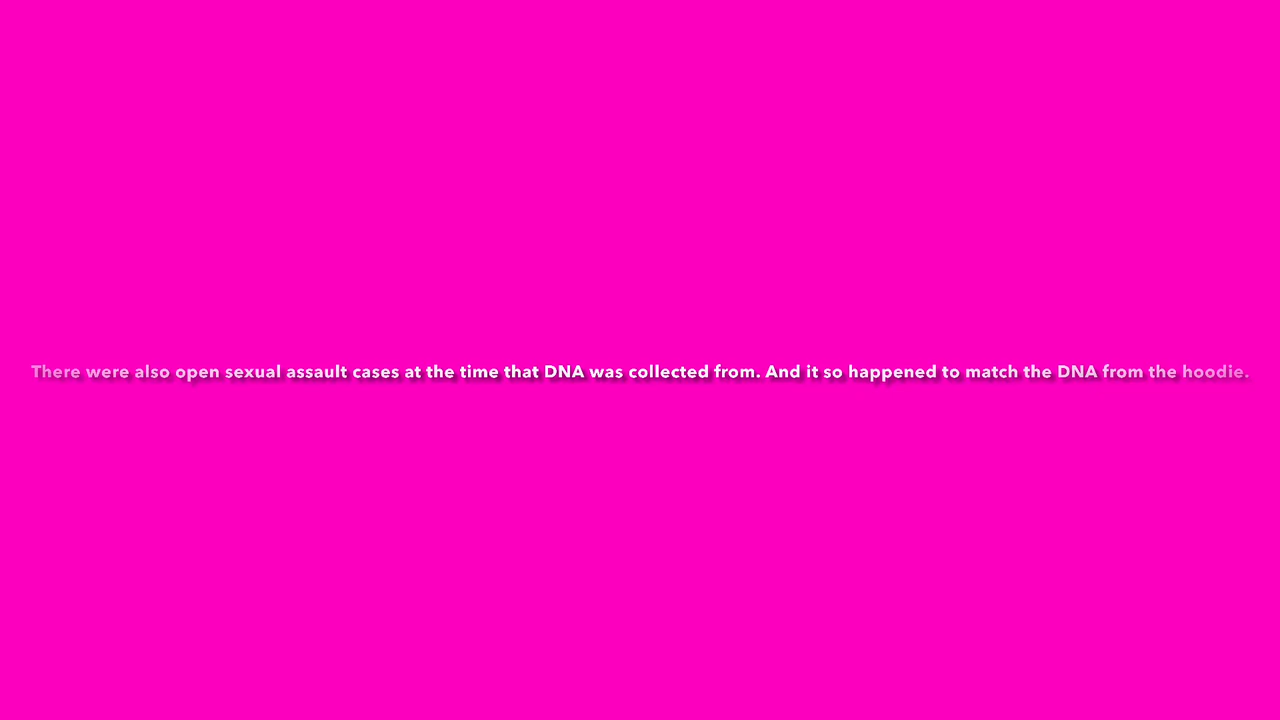 There were also open sexual assault cases at the time that DNA was collected from. And it so happened to match the DNA from the hoodie.